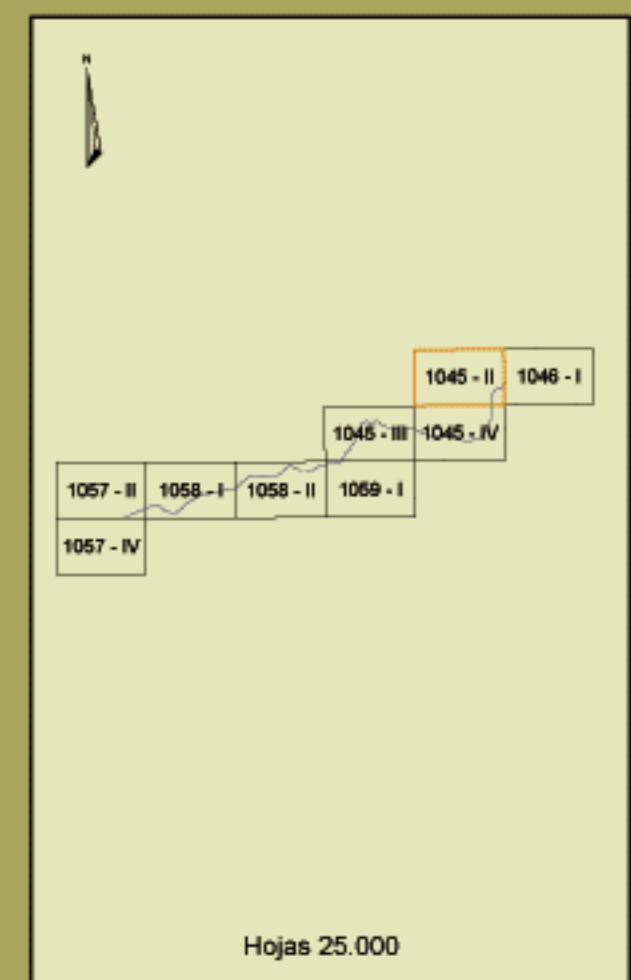 N
1045 - II 1046 - I
1045 - III 1045 - IV
1057 - II 1058 - I 1058 - II 1059 - I
1057 - IV
Hojas 25.000